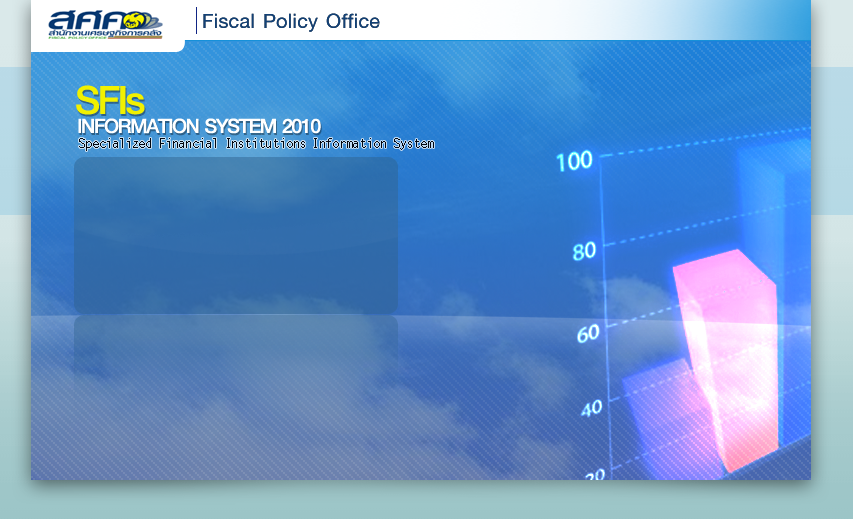 สศค
สำนักงานเศรษฐกิจการคลัง
FISCAL POLICY OFFICE
Fiscal Policy Office
SFIs
INFORMATION SYSTEM 2010
Specialized Financial Institutions Information System
100
80
60
40
20